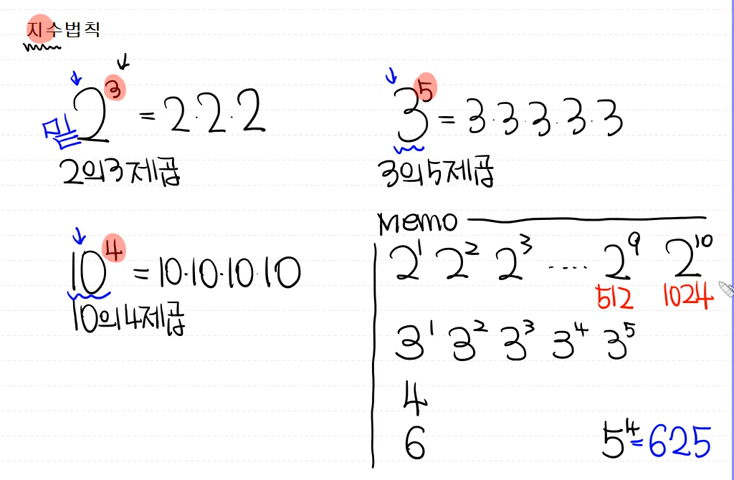 지수법칙
밑 2³ = 2·2·2
2의 3제곱
3⁵ = 3·3·3·3·3
3의 5제곱
10⁴ = 10·10·10·10
10의 4제곱
MEMO
2¹ 2² 2³ ···· 2⁹ 2¹⁰
512 1024
3¹ 3² 3³ 3⁴ 3⁵
4
6 5⁴=625